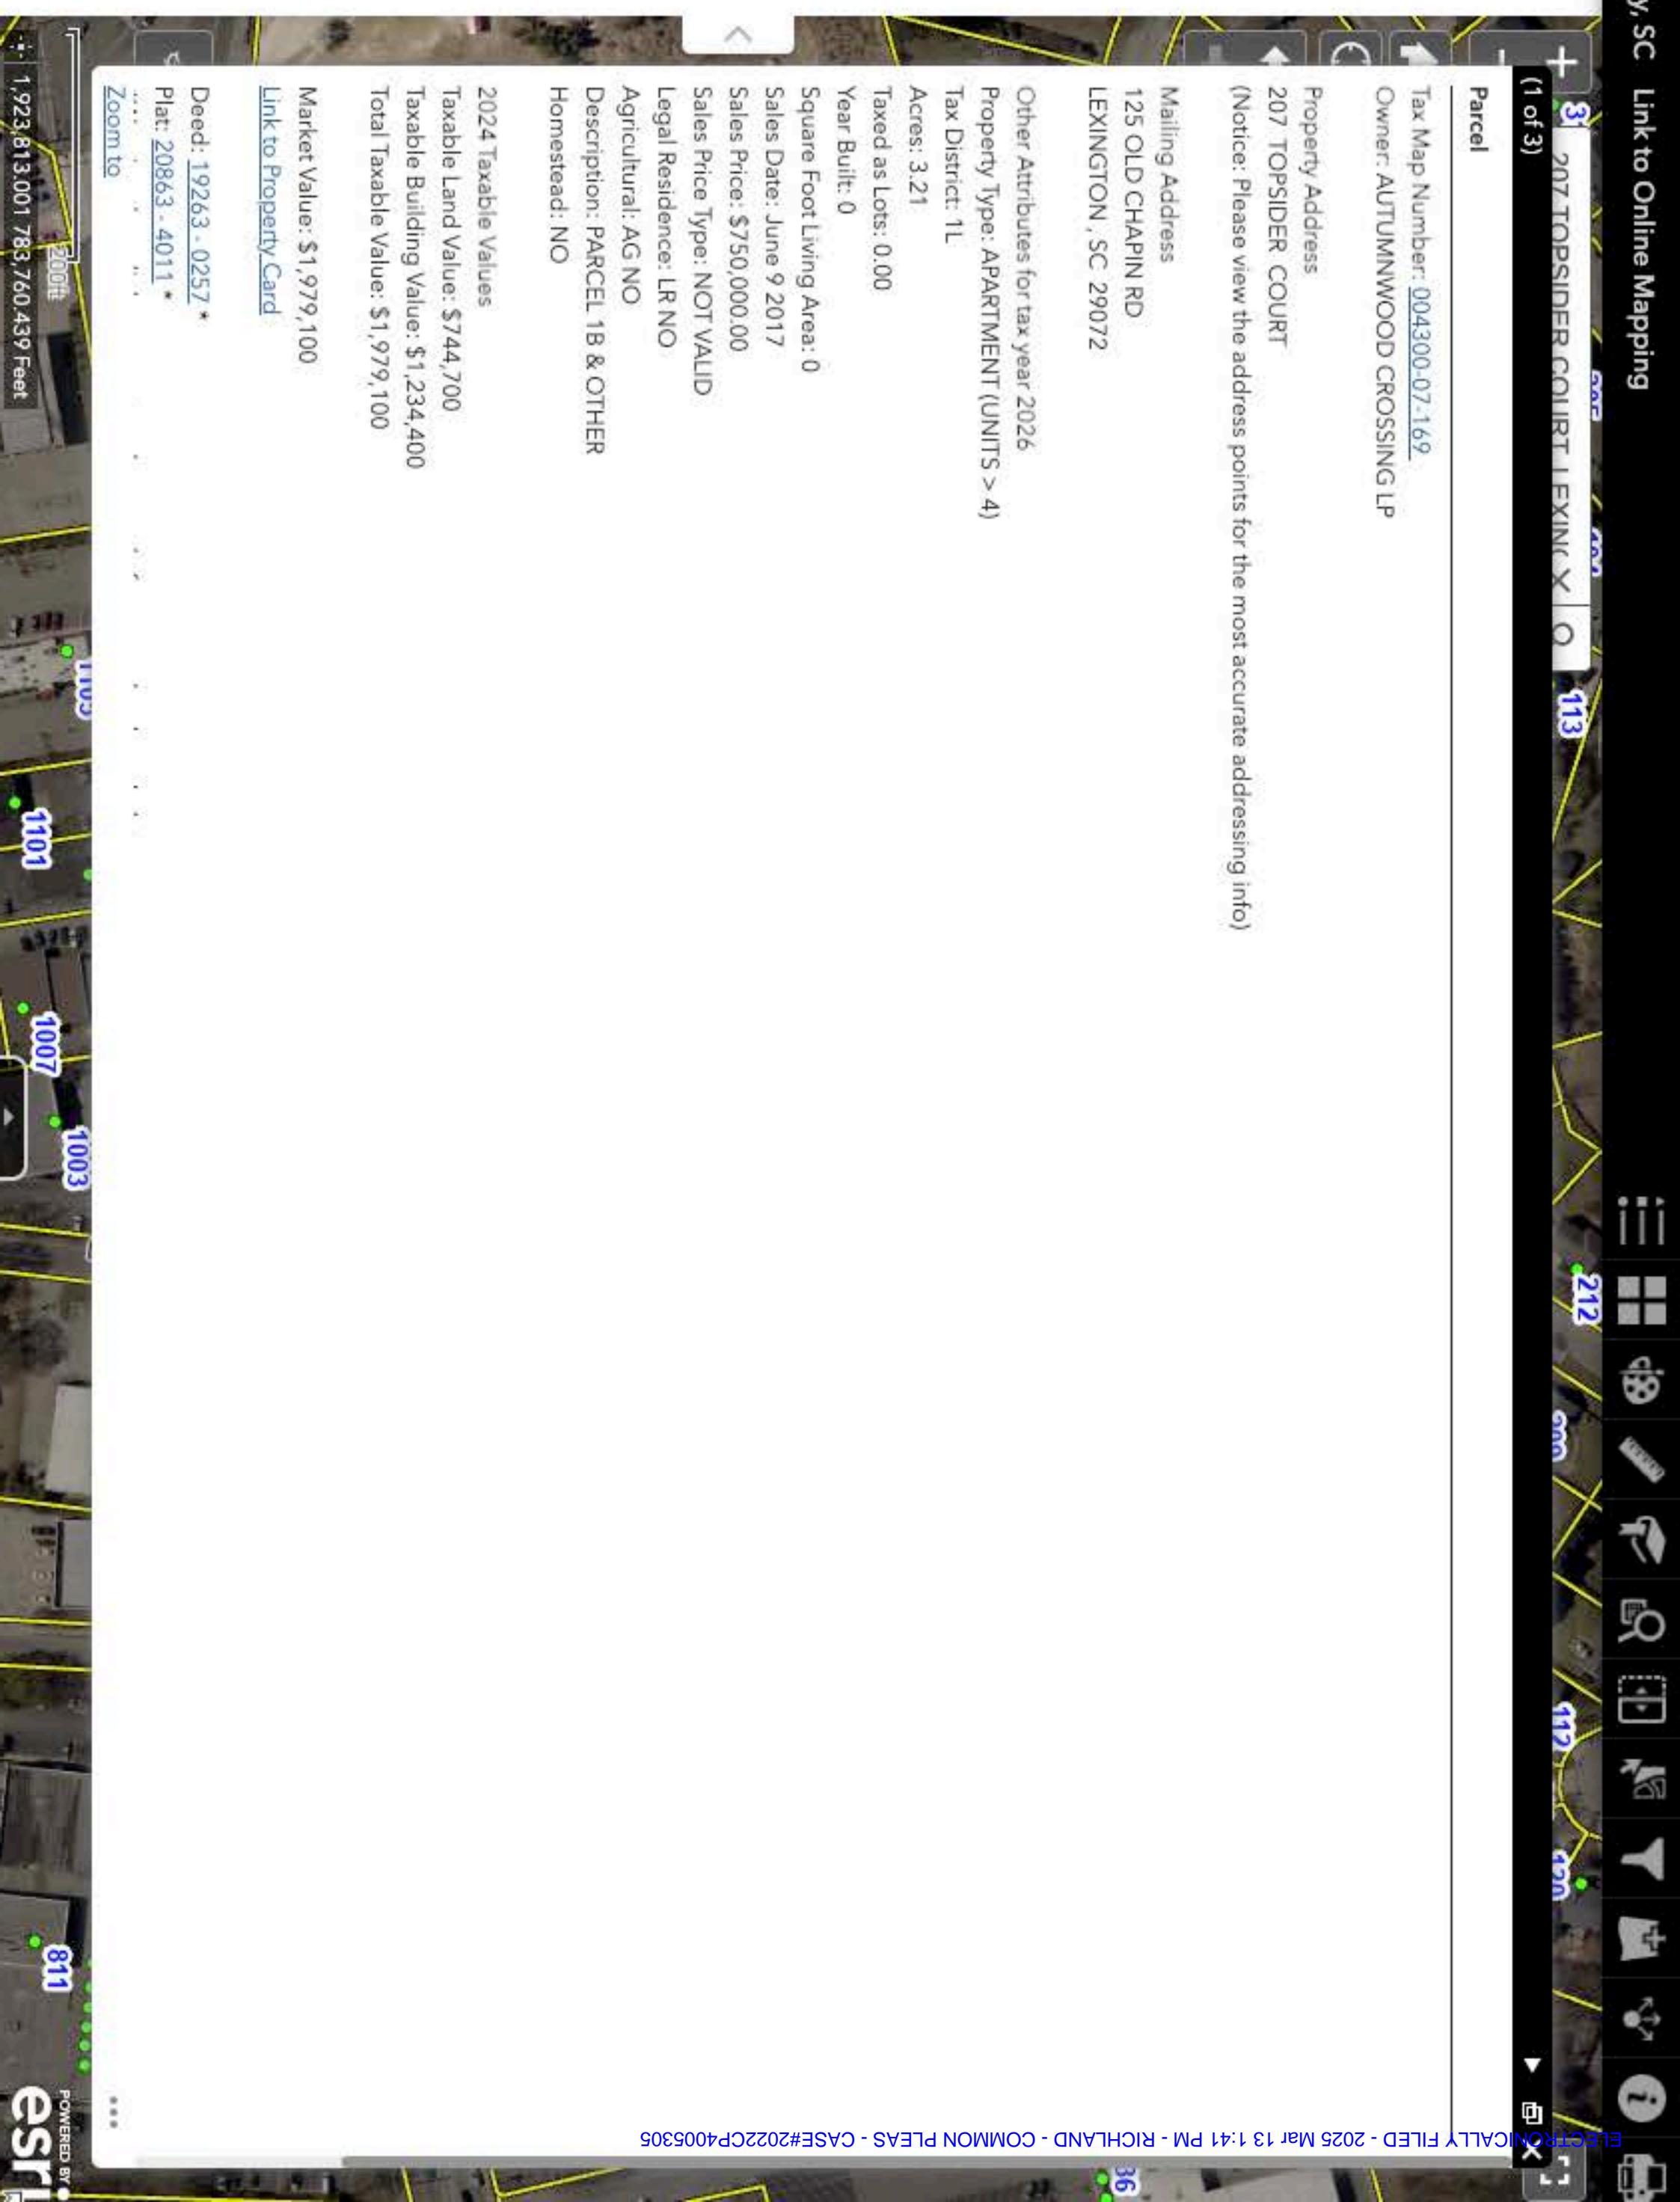 y, SC Link to Online Mapping
207 TOPSIDER COURT, LEXIN
(1 of 3)
Parcel
Tax Map Number: 004300-07-169
Owner: AUTUMNWOOD CROSSING LP
Property Address
207 TOPSIDER COURT
(Notice: Please view the address points for the most accurate addressing info)
Mailing Address
125 OLD CHAPIN RD
LEXINGTON , SC 29072
Other Attributes for tax year 2026
Property Type: APARTMENT (UNITS > 4)
Tax District: 1L
Acres: 3.21
Taxed as Lots: 0.00
Year Built: 0
Square Foot Living Area: 0
Sales Date: June 9 2017
Sales Price: $750,000.00
Sales Price Type: NOT VALID
Legal Residence: LR NO
Agricultural: AG NO
Description: PARCEL 1B & OTHER
Homestead: NO
2024 Taxable Values
Taxable Land Value: $744,700
Taxable Building Value: $1,234,400
Total Taxable Value: $1,979,100
Market Value: $1,979,100
Link to Property Card
Deed: 19263 - 0257 *
Plat: 20863 - 4011 *
Zoom to
113
212
112
120
1101
1007
1003
811
200ft
1,923,813.001 783,760.439 Feet
POWERED BY
esri
ELECTRONICALLY FILED - 2025 Mar 13 1:41 PM - RICHLAND - COMMON PLEAS - CASE#2022CP4005305